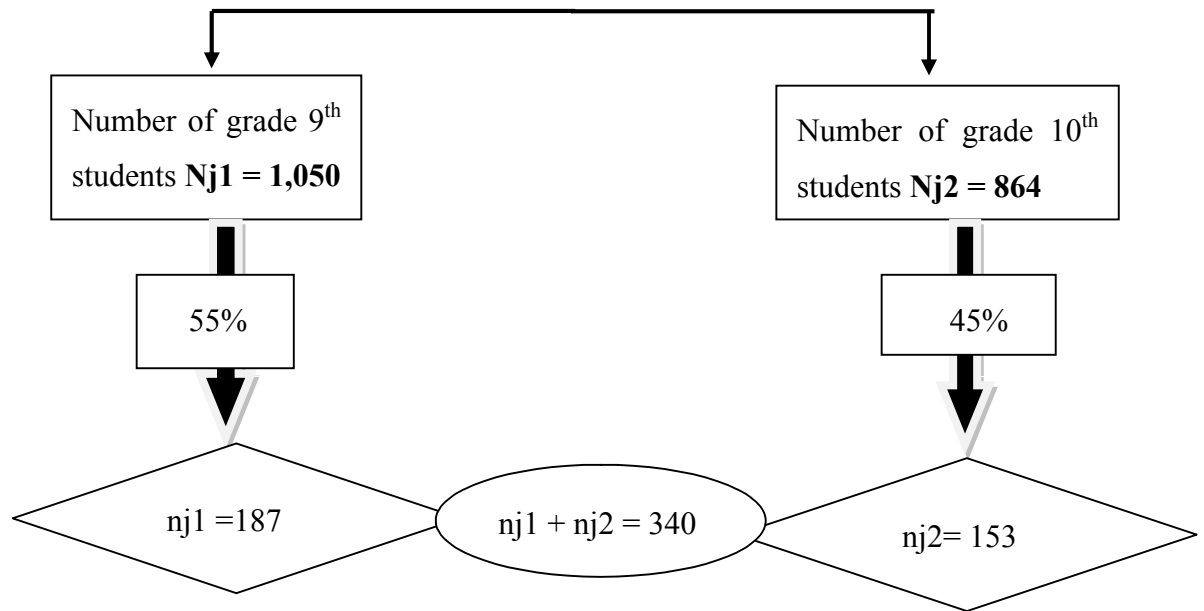 Number of grade 9th
students Nj1 = 1,050
Number of grade 10th
students Nj2 = 864
55%
45%
nj1 =187
nj1 + nj2 = 340
nj2= 153